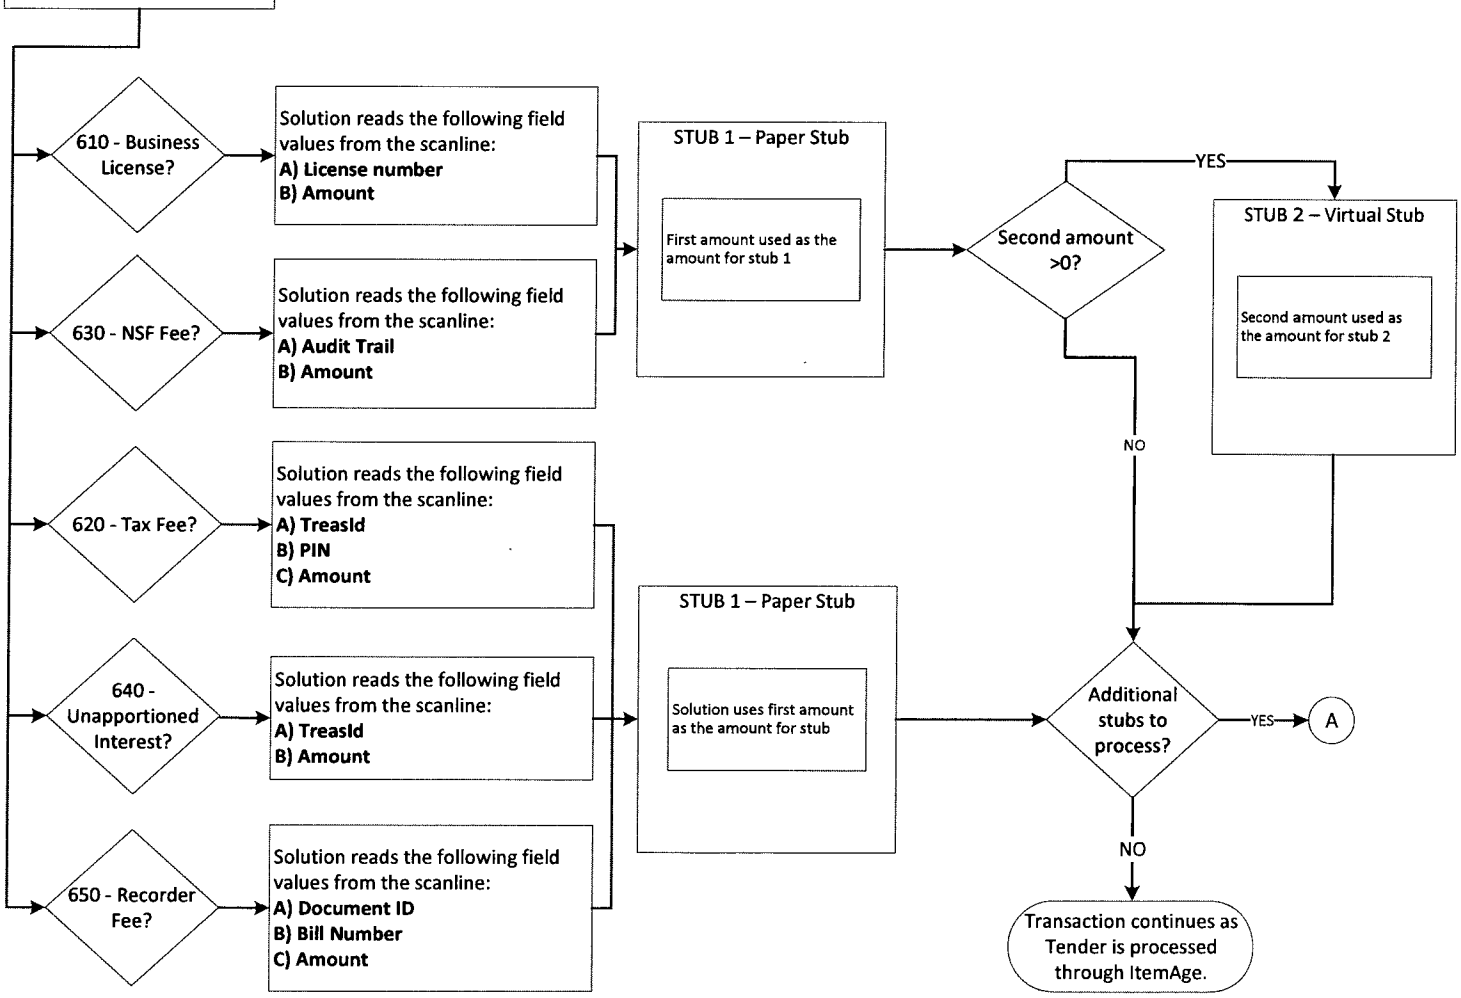 610 - Business
License?
Solution reads the following field
values from the scanline:
A) License number
B) Amount
630 - NSF Fee?
Solution reads the following field
values from the scanline:
A) Audit Trail
B) Amount
STUB 1 – Paper Stub
First amount used as the
amount for stub 1
Second amount
>0?
YES
STUB 2 – Virtual Stub
Second amount used as
the amount for stub 2
NO
620 - Tax Fee?
Solution reads the following field
values from the scanline:
A) TreasId
B) PIN
C) Amount
640 -
Unapportioned
Interest?
Solution reads the following field
values from the scanline:
A) TreasId
B) Amount
650 - Recorder
Fee?
Solution reads the following field
values from the scanline:
A) Document ID
B) Bill Number
C) Amount
STUB 1 – Paper Stub
Solution uses first amount
as the amount for stub
Additional
stubs to
process?
YES
A
NO
Transaction continues as
Tender is processed
through ItemAge.